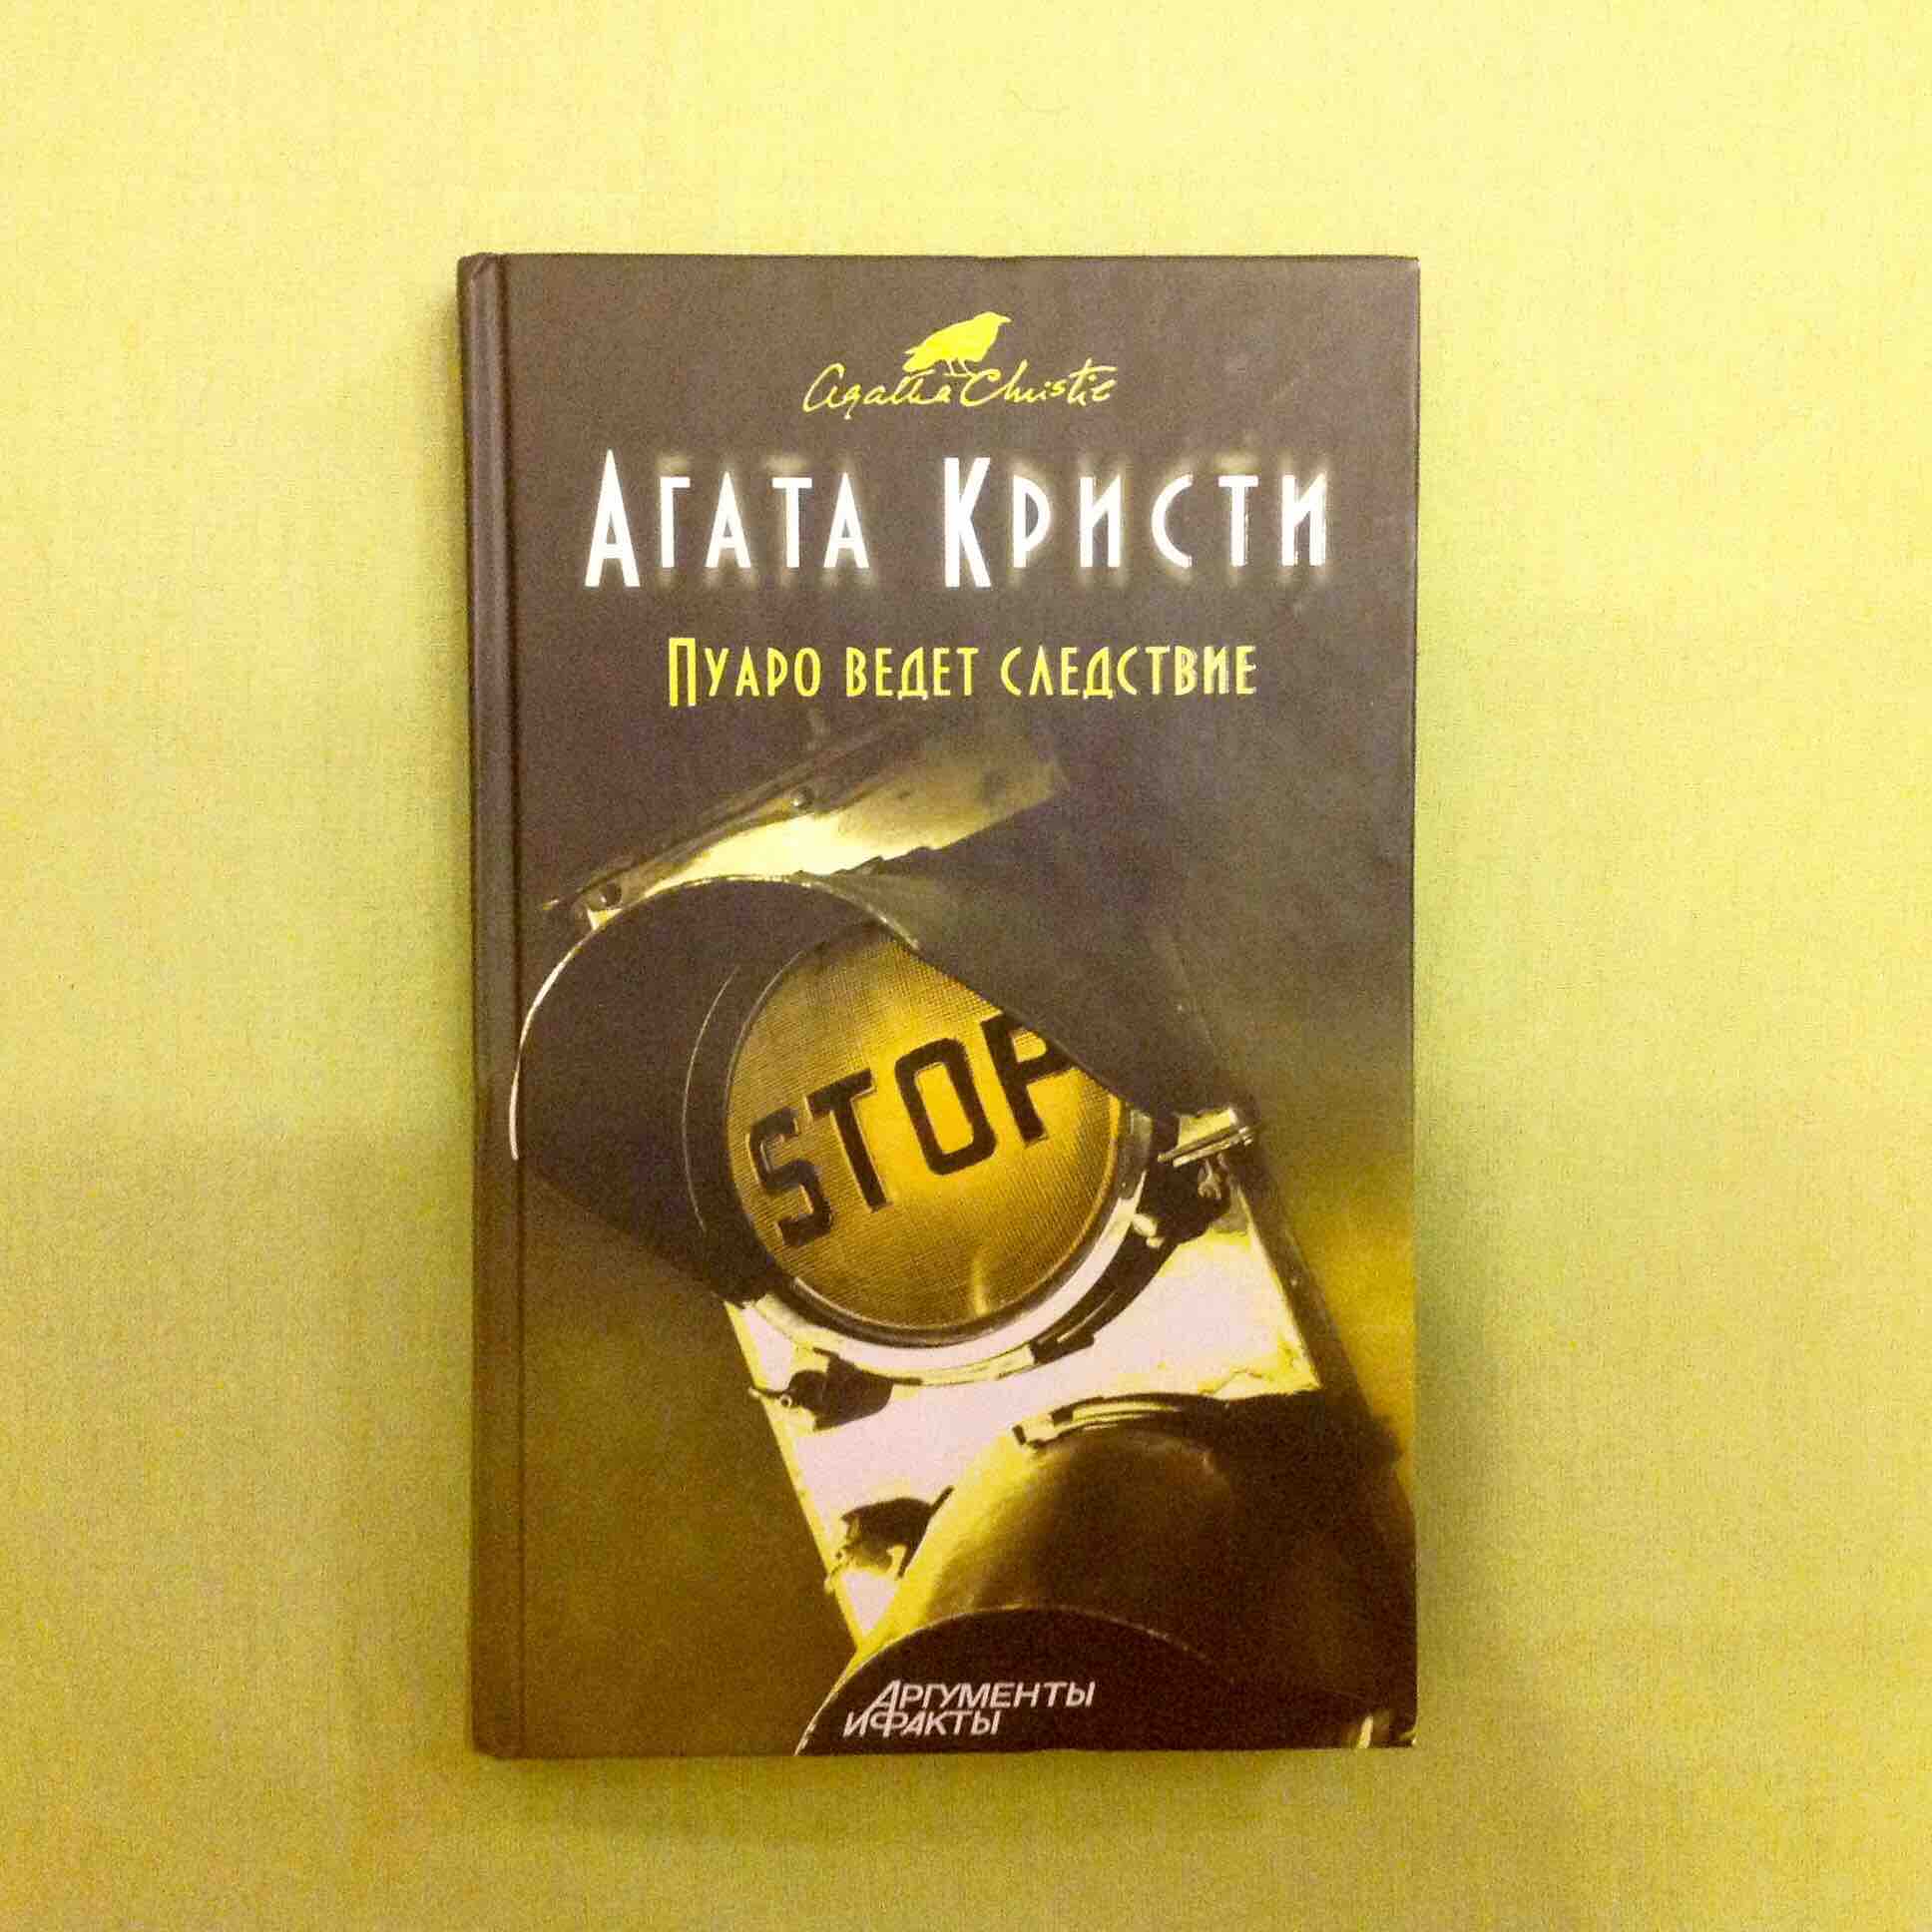 Agatha Christie
Агата Кристи
Пуаро ведет следствие
STOP
Аргументы
и Факты